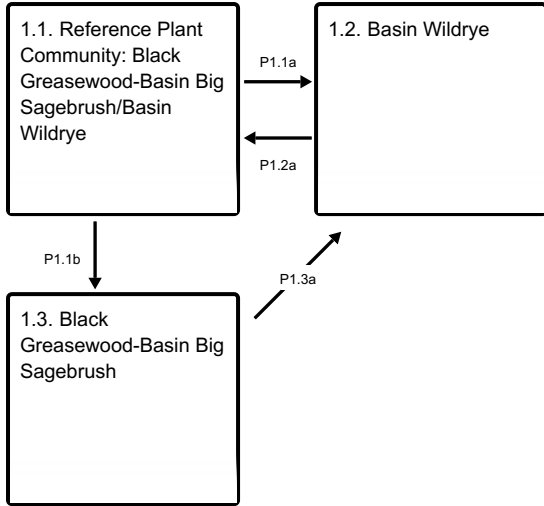 1.1. Reference Plant
Community: Black
Greasewood-Basin Big
Sagebrush/Basin
Wildrye
P1.1a
1.2. Basin Wildrye
P1.2a
P1.1b
P1.3a
1.3. Black
Greasewood-Basin Big
Sagebrush